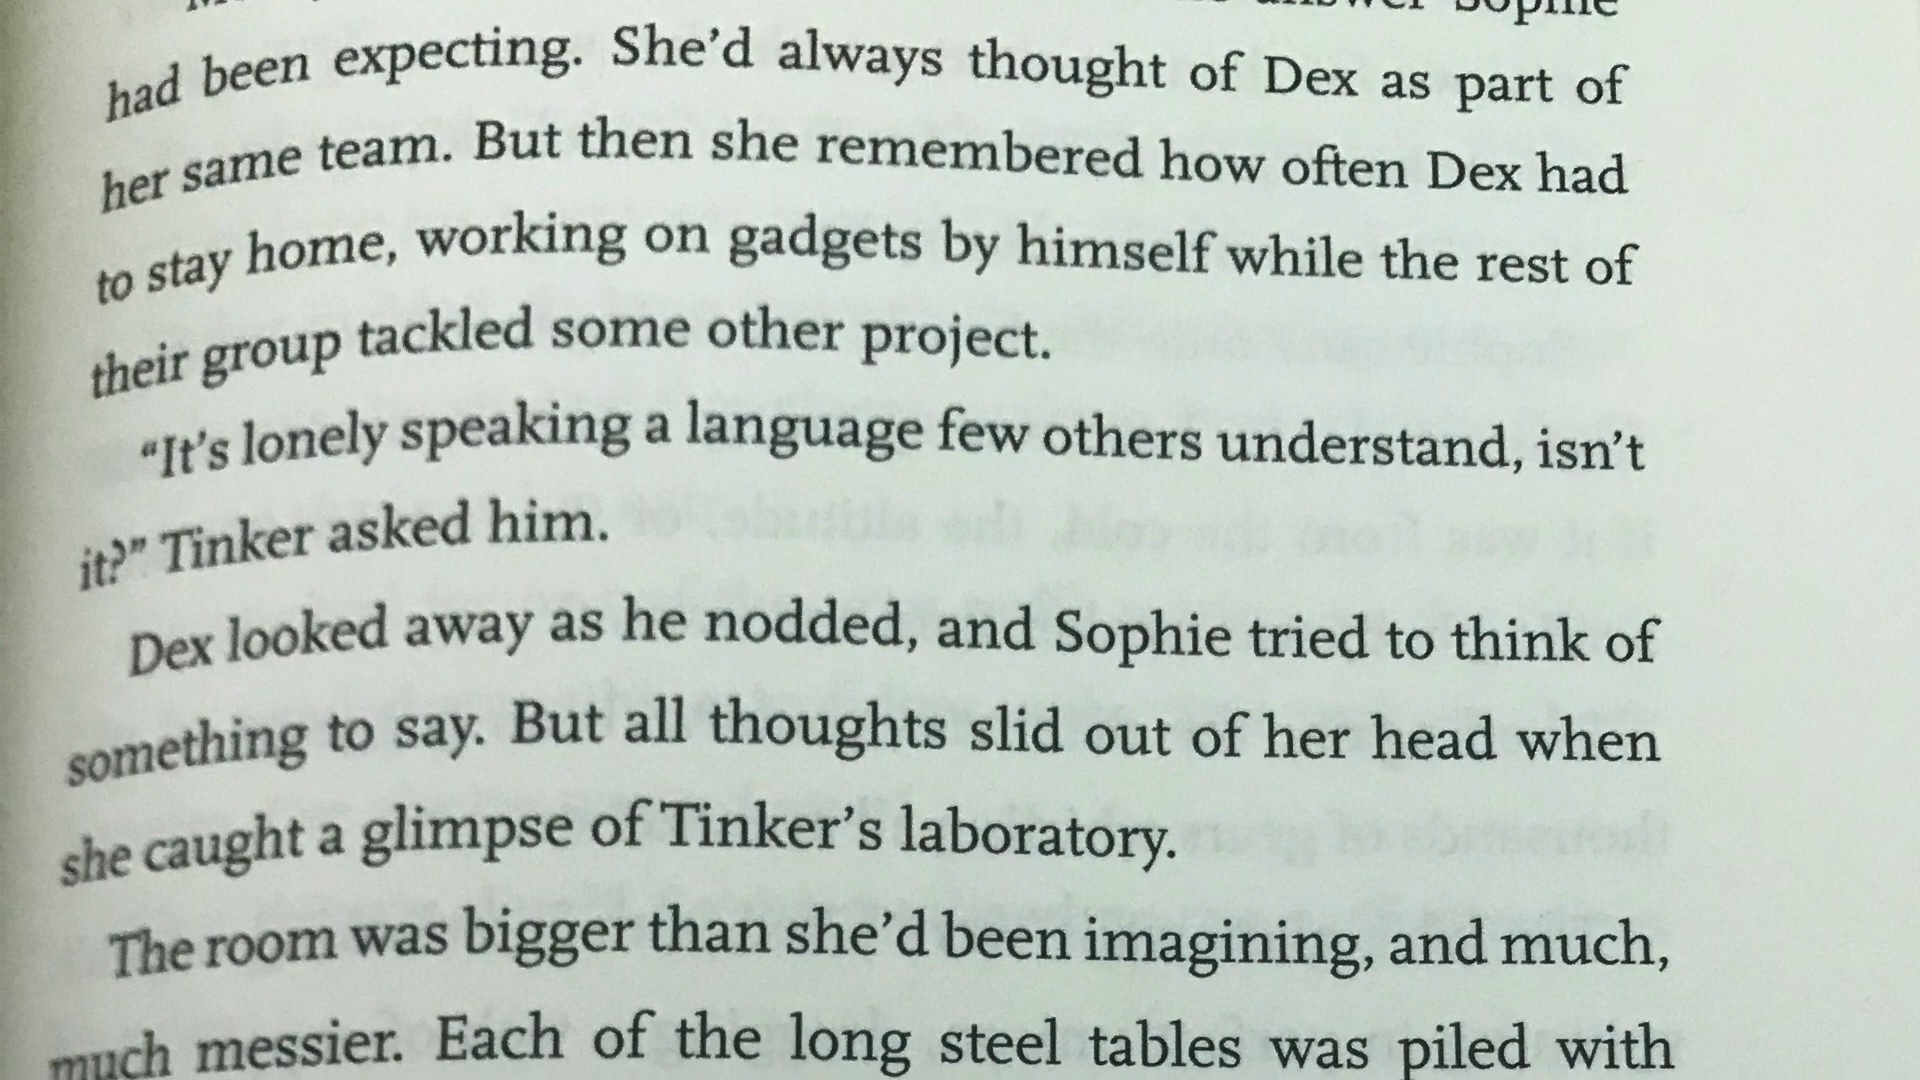 answer Sophie
had been expecting. She’d always thought of Dex as part of
her same team. But then she remembered how often Dex had
to stay home, working on gadgets by himself while the rest of
their group tackled some other project.
“It’s lonely speaking a language few others understand, isn’t
it?” Tinker asked him.
Dex looked away as he nodded, and Sophie tried to think of
something to say. But all thoughts slid out of her head when
she caught a glimpse of Tinker’s laboratory.
The room was bigger than she’d been imagining, and much,
much messier. Each of the long steel tables was piled with